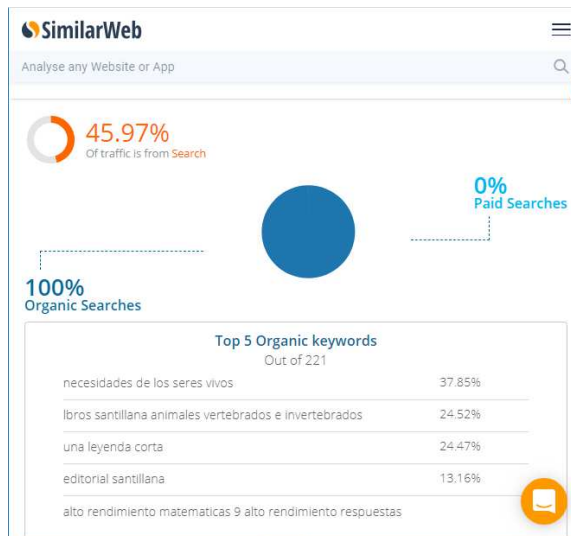 SimilarWeb
Analyse any Website or App
45.97%
Of traffic is from Search
0%
Paid Searches
100%
Organic Searches
Top 5 Organic keywords
Out of 221
necesidades de los seres vivos 37.85%
lbros santillana animales vertebrados e invertebrados 24.52%
una leyenda corta 24.47%
editorial santillana 13.16%
alto rendimiento matematicas 9 alto rendimiento respuestas